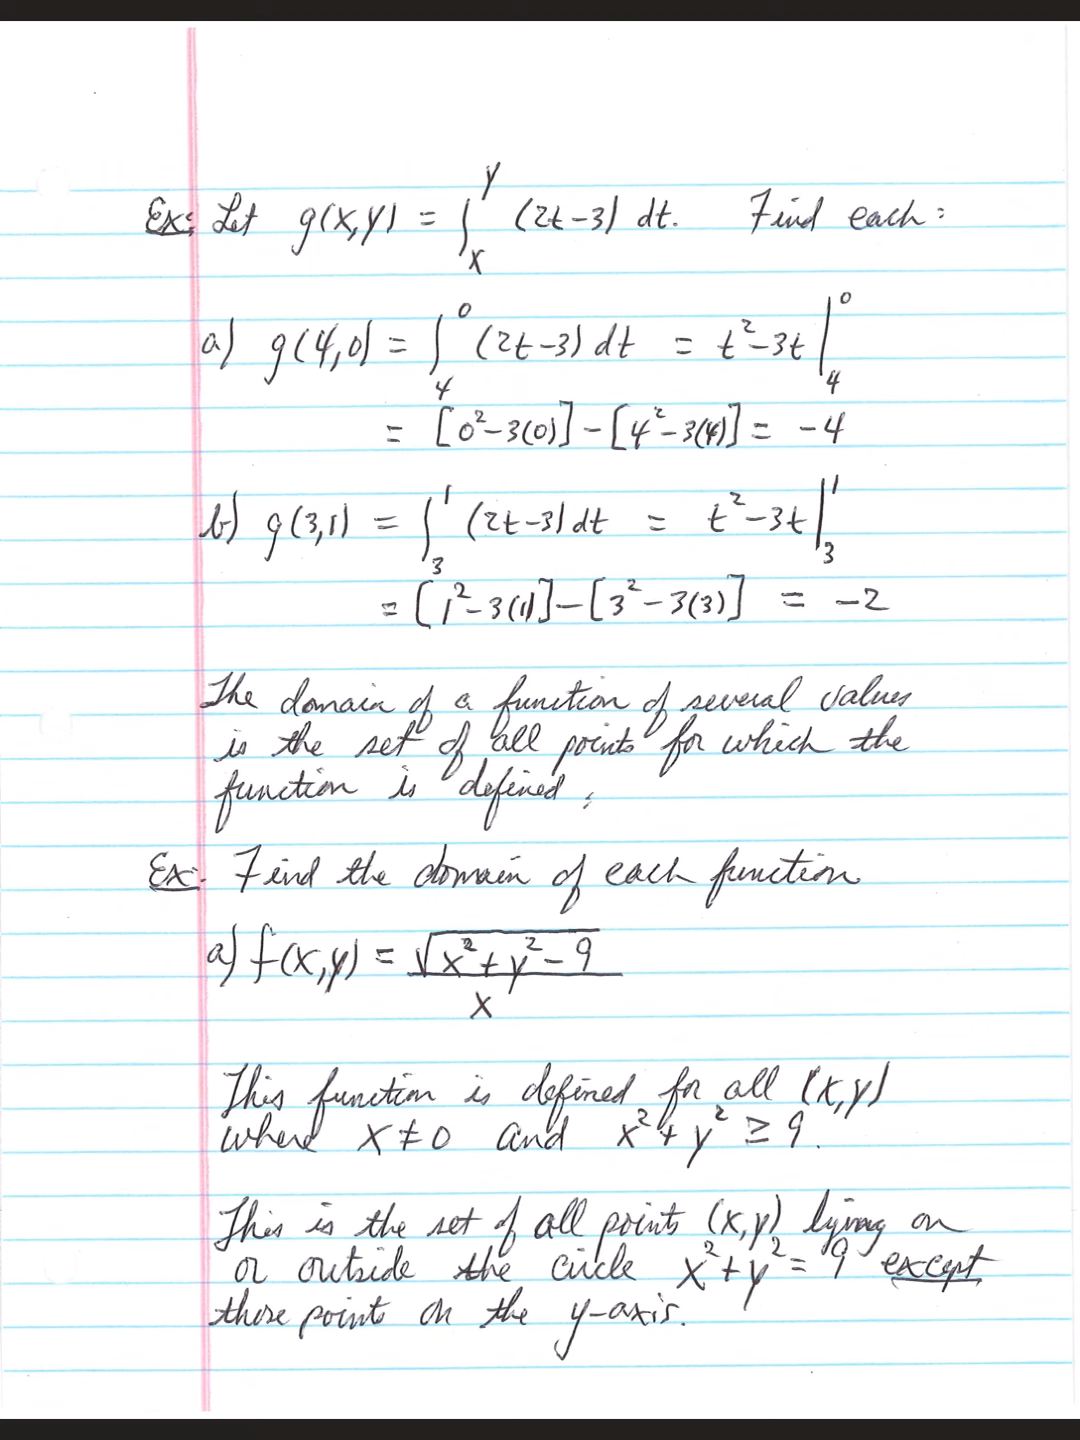 Ex: Let g(x,y) = ∫_x^y (2t-3) dt. Find each:
a) g(4,0) = ∫_4^0 (2t-3) dt = t²-3t |_4^0
= [0²-3(0)] - [4²-3(4)] = -4
b) g(3,1) = ∫_3^1 (2t-3) dt = t²-3t |_3^1
= [1²-3(1)] - [3²-3(3)] = -2
The domain of a function of several values
is the set of all points for which the
function is defined.
Ex: Find the domain of each function
a) f(x,y) = √(x²+y²-9) / x
This function is defined for all (x,y)
where x≠0 and x²+y² ≥ 9.
This is the set of all points (x,y) lying on
or outside the circle x²+y²=9 except
those points on the y-axis.